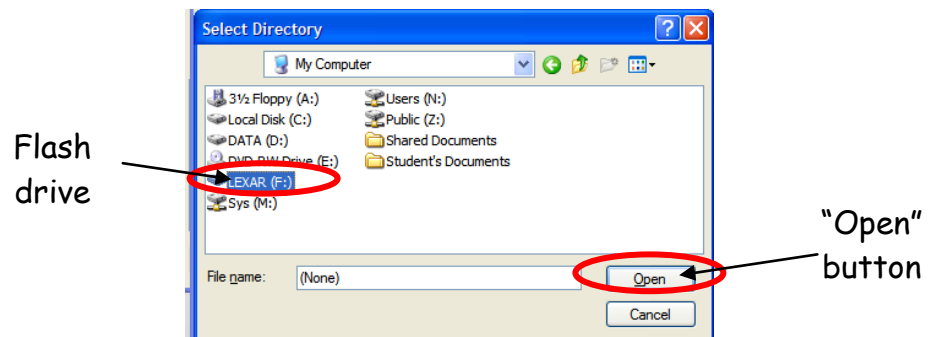 Select Directory
My Computer
3½ Floppy (A:)
Local Disk (C:)
DATA (D:)
DVD-RW Drive (E:)
LEXAR (F:)
Sys (M:)
Users (N:)
Public (Z:)
Shared Documents
Student's Documents
Flash
drive
File name:
(None)
Open
Cancel
“Open”
button